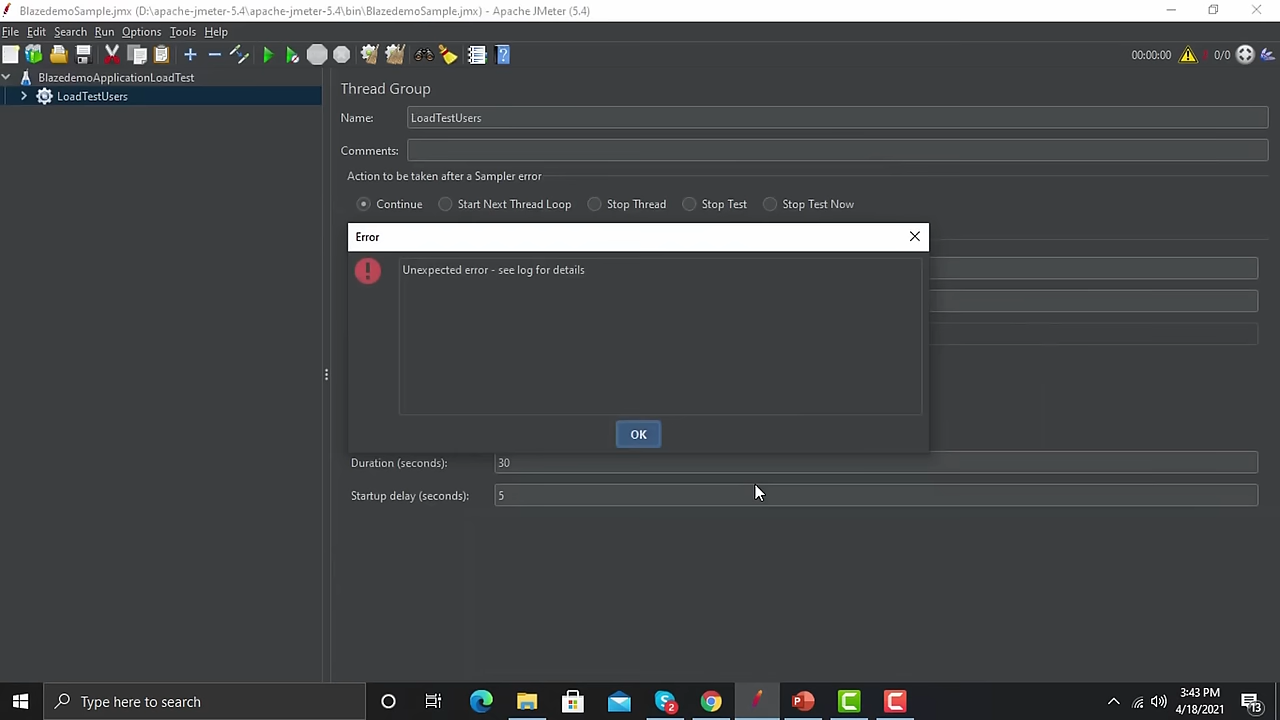 BlazedemoSample.jmx (D:\apache-jmeter-5.4\apache-jmeter-5.4\bin\BlazedemoSample.jmx) - Apache JMeter (5.4)
File Edit Search Run Options Tools Help
00:00:00 0 0/0
BlazedemoApplicationLoadTest
LoadTestUsers
Thread Group
Name: LoadTestUsers
Comments:
Action to be taken after a Sampler error
Continue Start Next Thread Loop Stop Thread Stop Test Stop Test Now
Error
Unexpected error - see log for details
OK
Duration (seconds): 30
Startup delay (seconds): 5
Type here to search
2
3:43 PM
4/18/2021
13